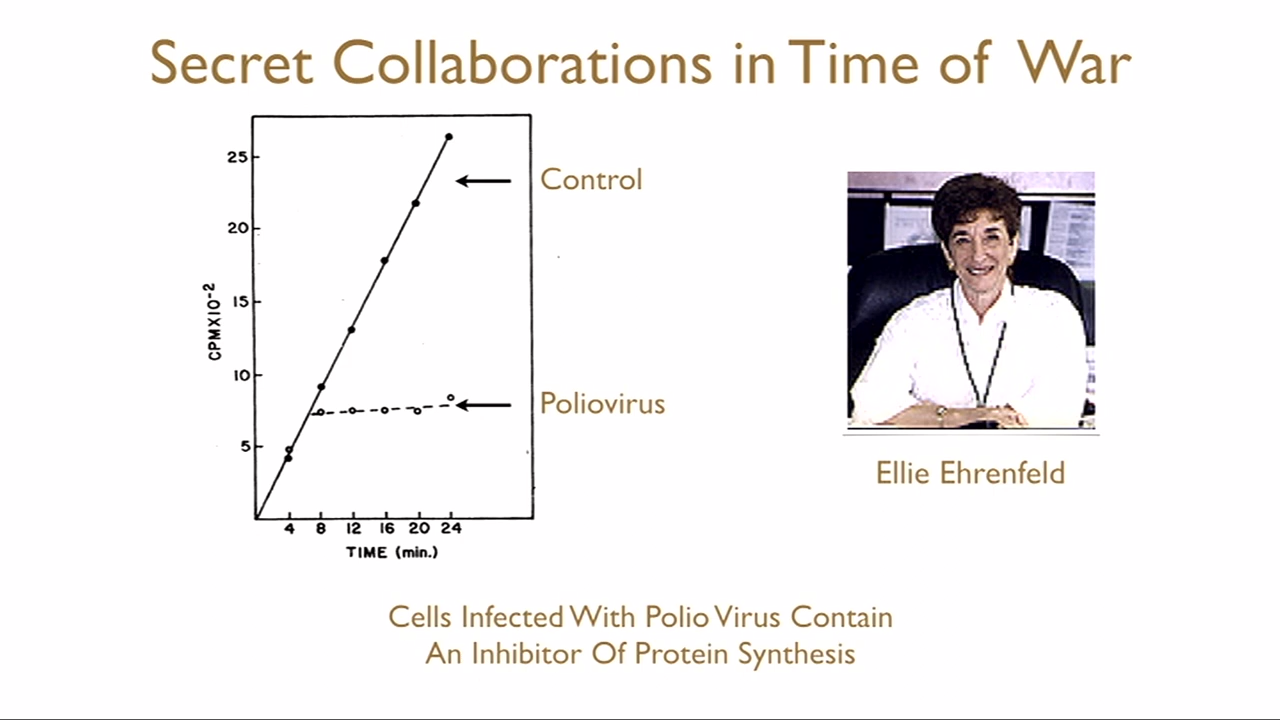 Secret Collaborations in Time of War
25
20
15
10
5
CPMX10-2
4 8 12 16 20 24
TIME (min.)
Control
Poliovirus
Ellie Ehrenfeld
Cells Infected With Polio Virus Contain
An Inhibitor Of Protein Synthesis